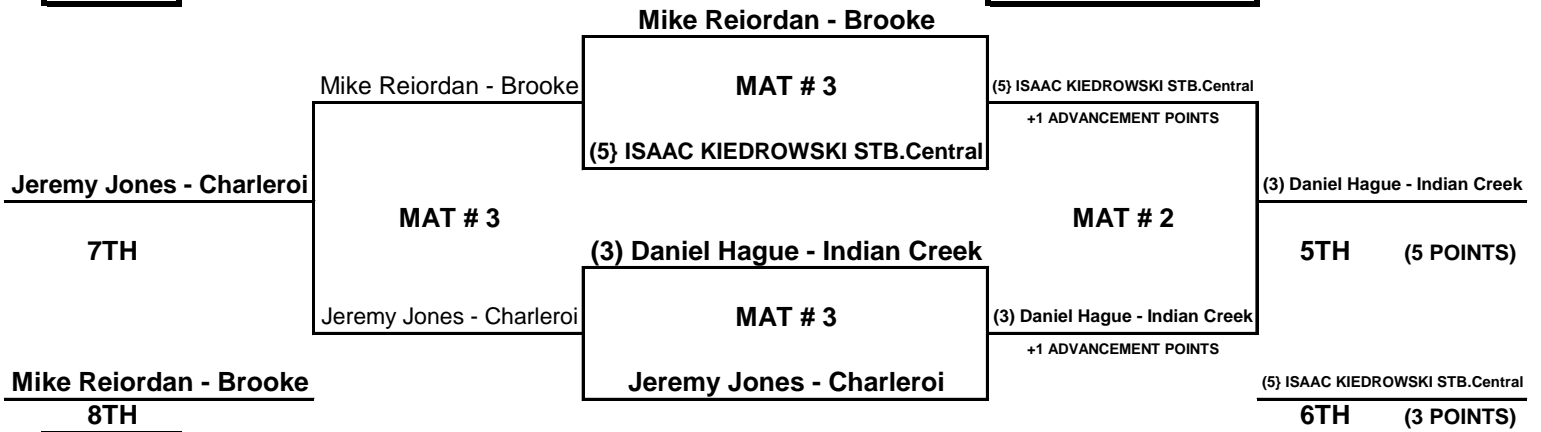 Mike Reiordan - Brooke
Mike Reiordan - Brooke
MAT # 3
(5} ISAAC KIEDROWSKI STB.Central
+1 ADVANCEMENT POINTS
(5} ISAAC KIEDROWSKI STB.Central
Jeremy Jones - Charleroi
(3) Daniel Hague - Indian Creek
MAT # 3
MAT # 2
7TH
(3) Daniel Hague - Indian Creek
5TH (5 POINTS)
Jeremy Jones - Charleroi
MAT # 3
(3) Daniel Hague - Indian Creek
+1 ADVANCEMENT POINTS
Mike Reiordan - Brooke
Jeremy Jones - Charleroi
(5} ISAAC KIEDROWSKI STB.Central
8TH
6TH (3 POINTS)